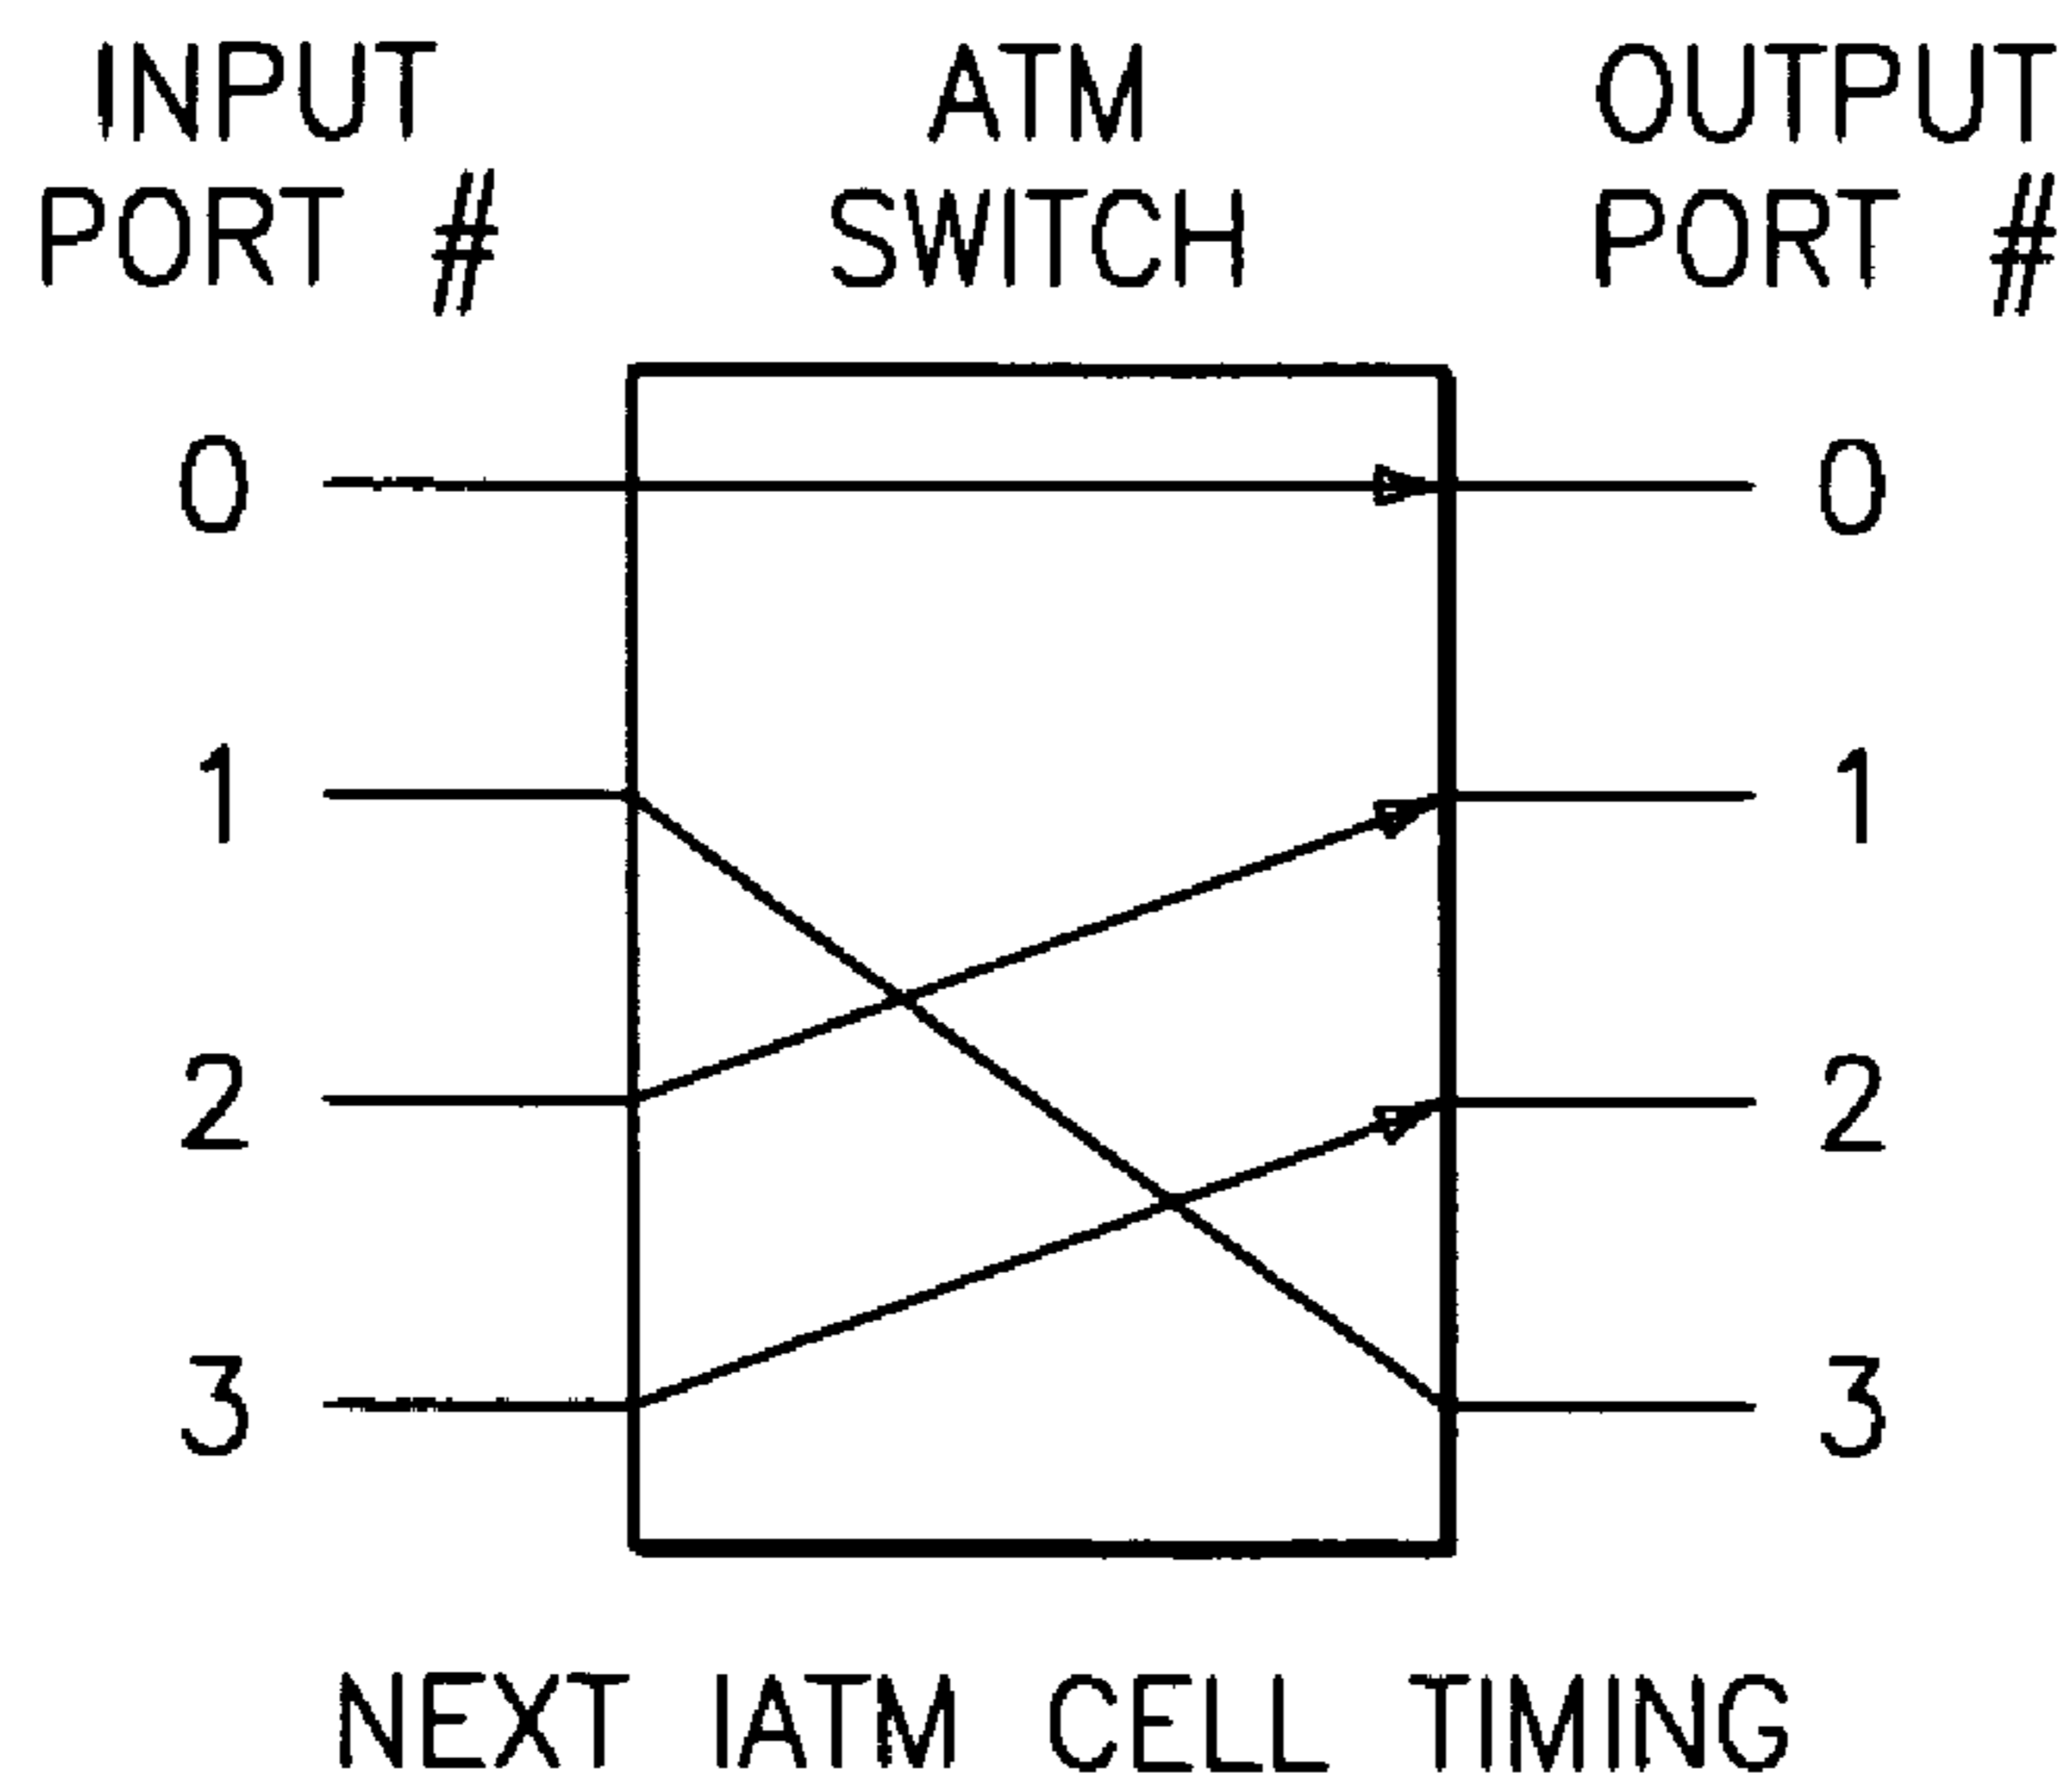 INPUT PORT #
ATM SWITCH
OUTPUT PORT #
0 0
1 1
2 2
3 3
NEXT IATM CELL TIMING